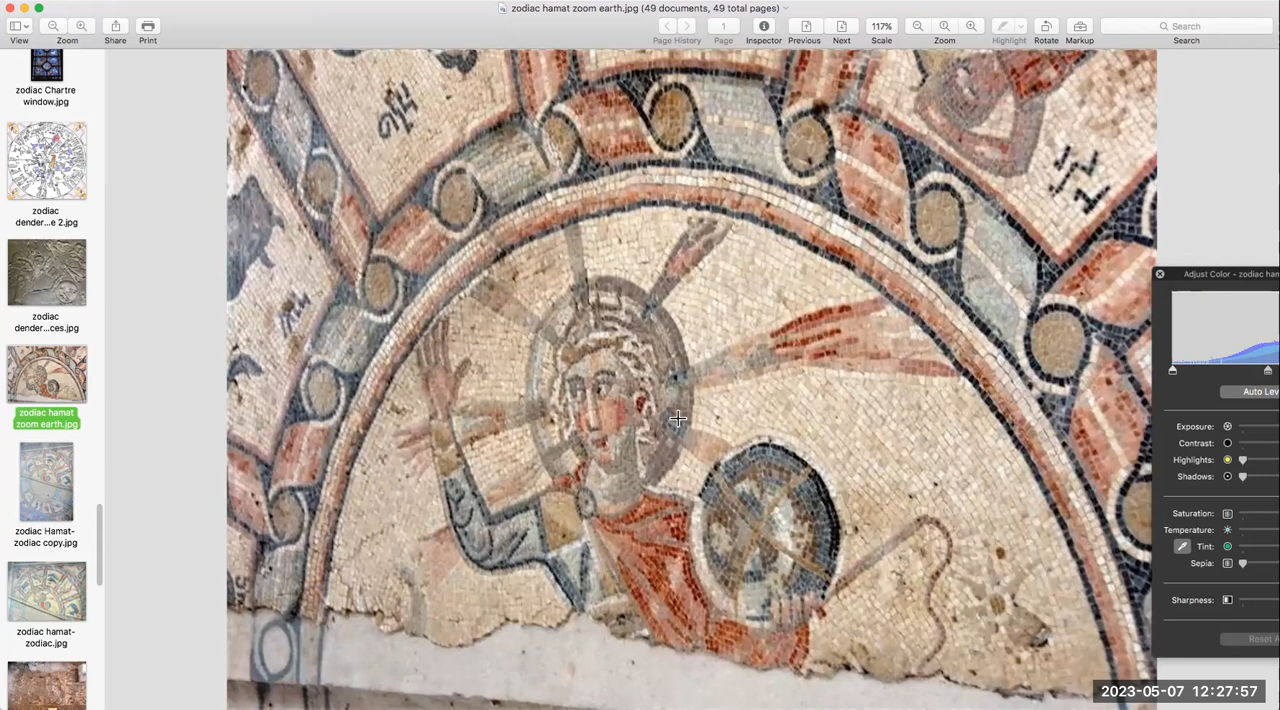 zodiac hamat zoom earth.jpg (49 documents, 49 total pages)
View
Zoom
Share
Print
Page History
1
Page
Inspector
Previous
Next
117%
Scale
Zoom
Highlight
Rotate
Markup
Search
Search
zodiac Chartre
window.jpg
zodiac
dender...e 2.jpg
zodiac
dender...ces.jpg
zodiac hamat
zoom earth.jpg
zodiac Hamat-
zodiac copy.jpg
zodiac hamat-
zodiac.jpg
Adjust Color - zodiac
Auto
Exposure:
Contrast:
Highlights:
Shadows:
Saturation:
Temperature:
Tint:
Sepia:
Sharpness:
Reset
2023-05-07 12:27:57